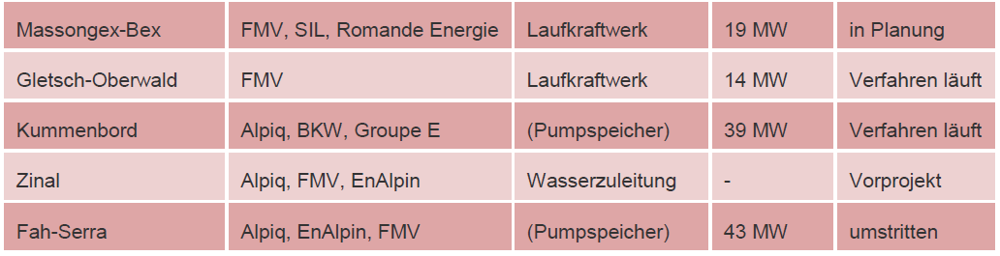 Massongex-Bex FMV, SIL, Romande Energie Laufkraftwerk 19 MW in Planung
Gletsch-Oberwald FMV Laufkraftwerk 14 MW Verfahren läuft
Kummenbord Alpiq, BKW, Groupe E (Pumpspeicher) 39 MW Verfahren läuft
Zinal Alpiq, FMV, EnAlpin Wasserzuleitung - Vorprojekt
Fah-Serra Alpiq, EnAlpin, FMV (Pumpspeicher) 43 MW umstritten